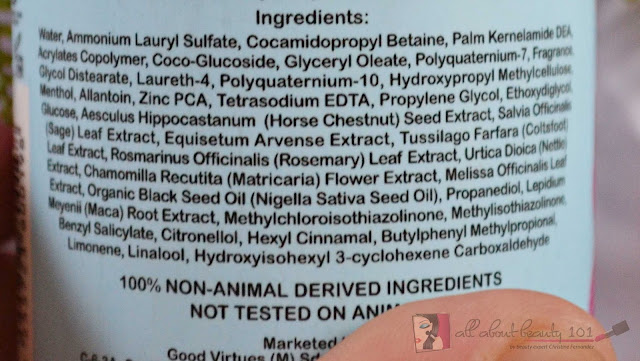 Ingredients:
Water, Ammonium Lauryl Sulfate, Cocamidopropyl Betaine, Palm Kernelamide DEA,
Acrylates Copolymer, Coco-Glucoside, Glyceryl Oleate, Polyquaternium-7, Fragrance,
Glycol Distearate, Laureth-4, Polyquaternium-10, Hydroxypropyl Methylcellulose,
Menthol, Allantoin, Zinc PCA, Tetrasodium EDTA, Propylene Glycol, Ethoxydiglycol,
Glucose, Aesculus Hippocastanum (Horse Chestnut) Seed Extract, Salvia Officinalis
(Sage) Leaf Extract, Equisetum Arvense Extract, Tussilago Farfara (Coltsfoot)
Leaf Extract, Rosmarinus Officinalis (Rosemary) Leaf Extract, Urtica Dioica (Nettle)
Extract, Chamomilla Recutita (Matricaria) Flower Extract, Melissa Officinalis Leaf
Extract, Organic Black Seed Oil (Nigella Sativa Seed Oil), Propanediol, Lepidium
Meyenii (Maca) Root Extract, Methylchloroisothiazolinone, Methylisothiazolinone,
Benzyl Salicylate, Citronellol, Hexyl Cinnamal, Butylphenyl Methylpropional,
Limonene, Linalool, Hydroxyisohexyl 3-cyclohexene Carboxaldehyde
100% NON-ANIMAL DERIVED INGREDIENTS
NOT TESTED ON
Marketed
Good Virtues (M)
all about beauty 101